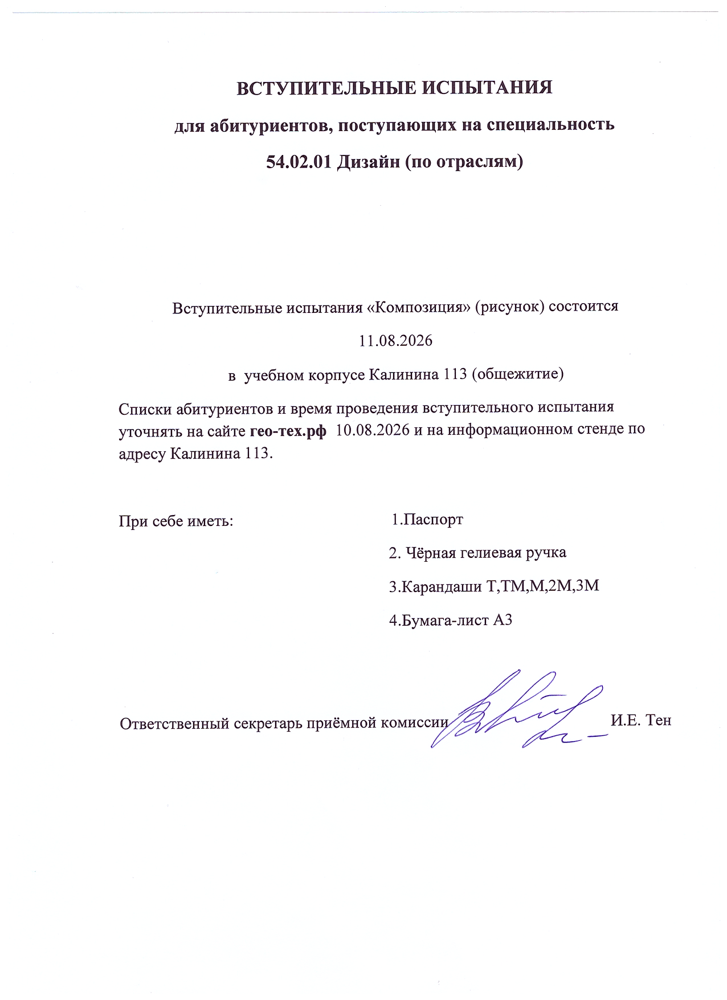 ВСТУПИТЕЛЬНЫЕ ИСПЫТАНИЯ
для абитуриентов, поступающих на специальность
54.02.01 Дизайн (по отраслям)
Вступительные испытания «Композиция» (рисунок) состоится
11.08.2026
в  учебном корпусе Калинина 113 (общежитие)
Списки абитуриентов и время проведения вступительного испытания
уточнять на сайте гео-тех.рф  10.08.2026 и на информационном стенде по
адресу Калинина 113.
При себе иметь: 1.Паспорт
2. Чёрная гелиевая ручка
3.Карандаши Т,ТМ,М,2М,3М
4.Бумага-лист А3
Ответственный секретарь приёмной комиссии И.Е. Тен